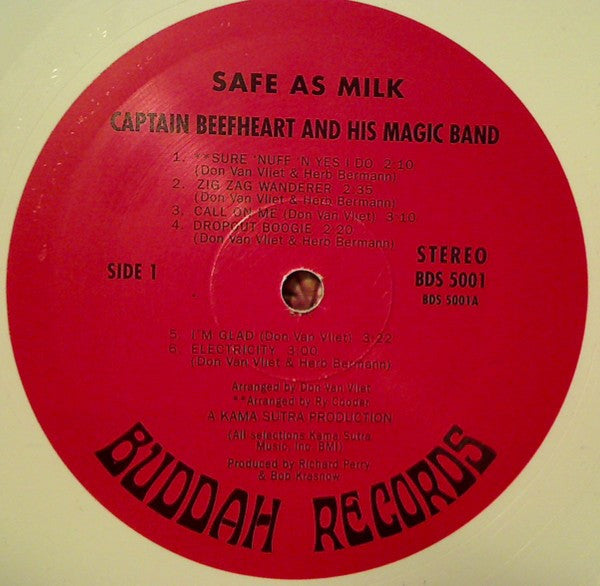 SAFE AS MILK
CAPTAIN BEEFHEART AND HIS MAGIC BAND
1. **SURE 'NUFF 'N YES I DO 2:10
(Don Van Vliet & Herb Bermann)
2. ZIG ZAG WANDERER 2:35
(Don Van Vliet & Herb Bermann)
3. CALL ON ME (Don Van Vliet) 3:10
4. DROPOUT BOOGIE 2:20
(Don Van Vliet & Herb Bermann)
SIDE 1
STEREO
BDS 5001
BDS 5001A
5. I'M GLAD (Don Van Vliet) 3:22
6. ELECTRICITY 3:00
(Don Van Vliet & Herb Bermann)
Arranged by Don Van Vliet
**Arranged by Ry Cooder
A KAMA SUTRA PRODUCTION
(All selections Kama Sutra
Music, Inc. BMI)
Produced by Richard Perry
& Bob Krasnow
BUDDAH RECORDS